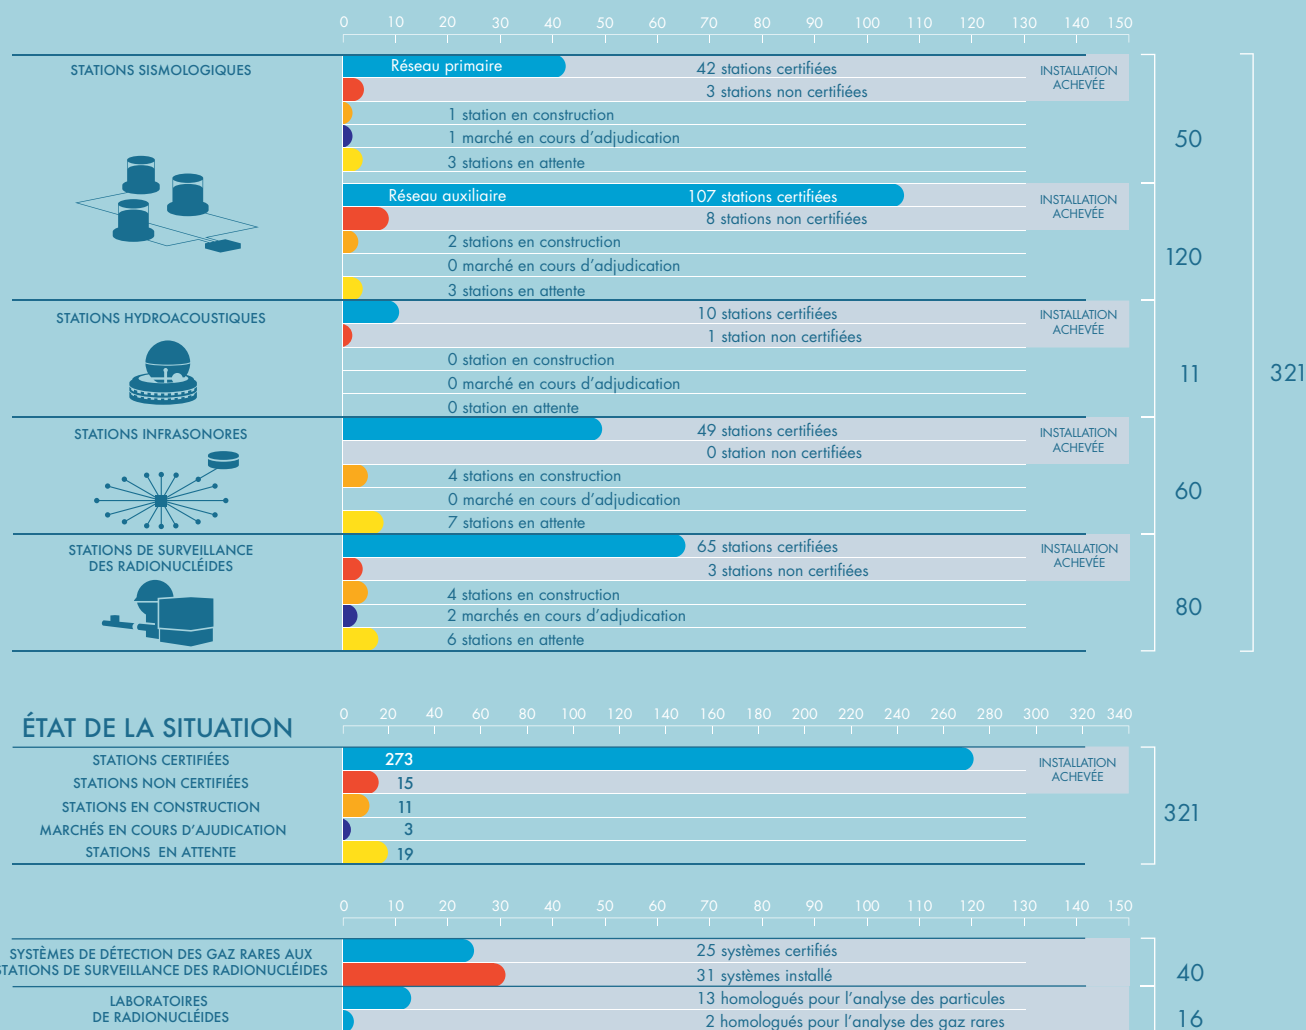 0 10 20 30 40 50 60 70 80 90 100 110 120 130 140 150
STATIONS SISMOLOGIQUES
Réseau primaire 42 stations certifiées
3 stations non certifiées
INSTALLATION
ACHEVÉE
1 station en construction
1 marché en cours d'adjudication
3 stations en attente
50
Réseau auxiliaire 107 stations certifiées
8 stations non certifiées
INSTALLATION
ACHEVÉE
2 stations en construction
0 marché en cours d'adjudication
3 stations en attente
120
STATIONS HYDROACOUSTIQUES
10 stations certifiées
1 station non certifiées
INSTALLATION
ACHEVÉE
0 station en construction
0 marché en cours d'adjudication
0 station en attente
11
321
STATIONS INFRASONORES
49 stations certifiées
0 station non certifiées
INSTALLATION
ACHEVÉE
4 stations en construction
0 marché en cours d'adjudication
7 stations en attente
60
STATIONS DE SURVEILLANCE
DES RADIONUCLÉIDES
65 stations certifiées
3 stations non certifiées
INSTALLATION
ACHEVÉE
4 stations en construction
2 marchés en cours d'adjudication
6 stations en attente
80
ÉTAT DE LA SITUATION
0 20 40 60 80 100 120 140 160 180 200 220 240 260 280 300 320 340
STATIONS CERTIFIÉES 273
STATIONS NON CERTIFIÉES 15
INSTALLATION
ACHEVÉE
STATIONS EN CONSTRUCTION 11
MARCHÉS EN COURS D'AJUDICATION 3
STATIONS EN ATTENTE 19
321
0 10 20 30 40 50 60 70 80 90 100 110 120 130 140 150
SYSTÈMES DE DÉTECTION DES GAZ RARES AUX
STATIONS DE SURVEILLANCE DES RADIONUCLÉIDES
25 systèmes certifiés
31 systèmes installé
40
LABORATOIRES
DE RADIONUCLÉIDES
13 homologués pour l'analyse des particules
2 homologués pour l'analyse des gaz rares
16